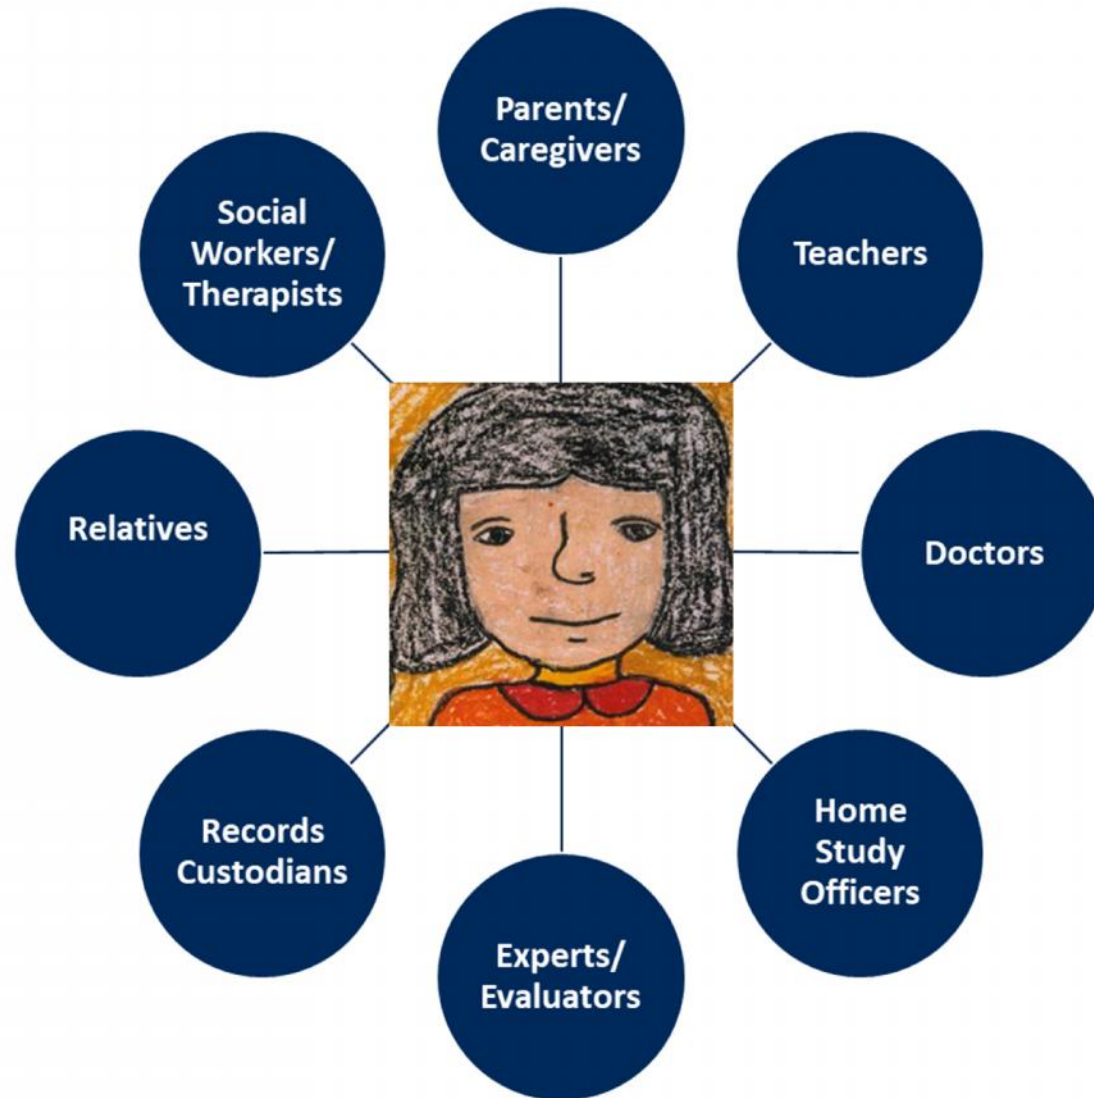 Parents/
Caregivers
Teachers
Doctors
Home
Study
Officers
Experts/
Evaluators
Records
Custodians
Relatives
Social
Workers/
Therapists